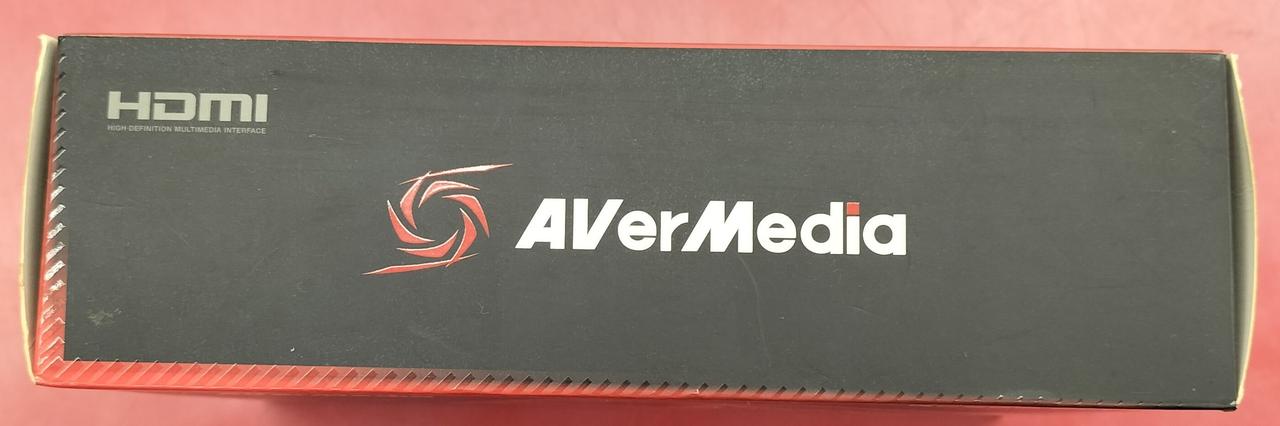 HDMI
HIGH-DEFINITION MULTIMEDIA INTERFACE
AVerMedia